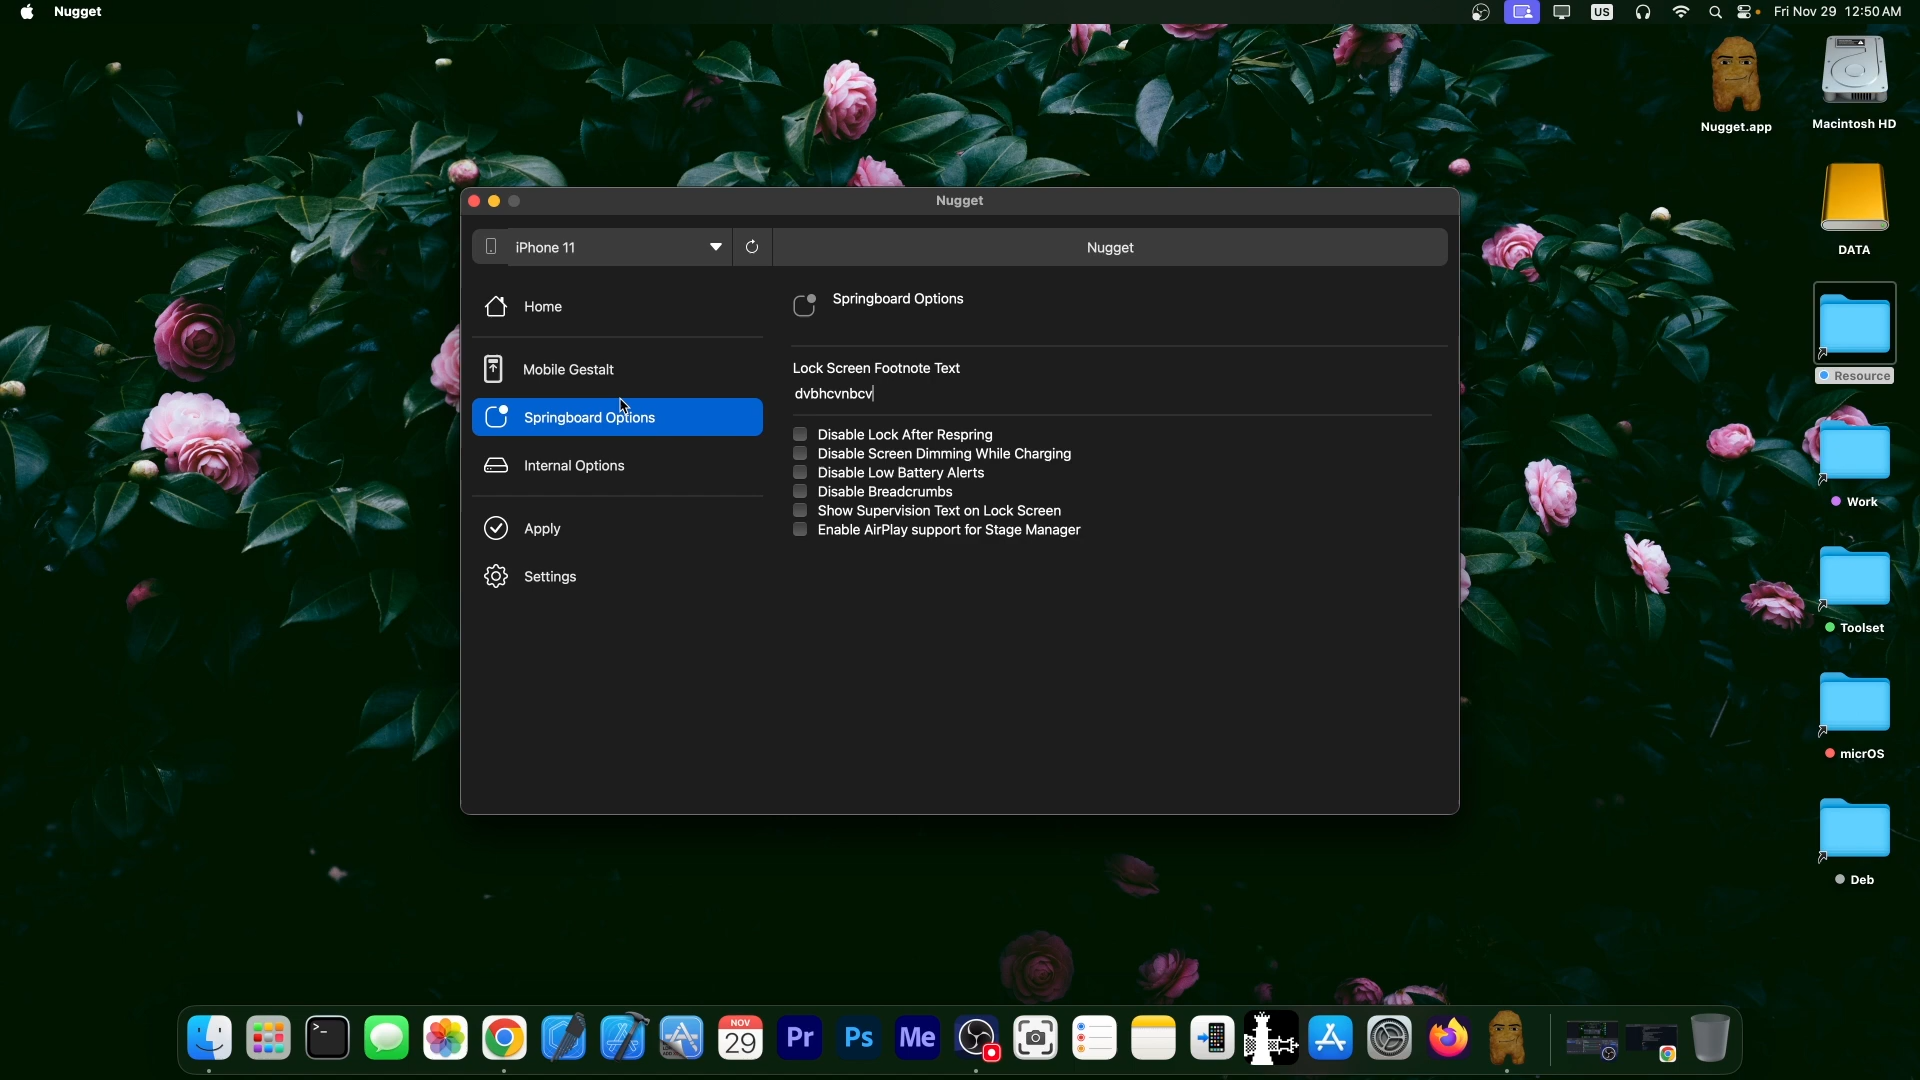 Nugget
US
Fri Nov 29 12:50 AM
Nugget.app
Macintosh HD
DATA
Resource
Work
Toolset
micrOS
Deb
Nugget
iPhone 11
Nugget
Home
Mobile Gestalt
Springboard Options
Internal Options
Apply
Settings
Springboard Options
Lock Screen Footnote Text
dvbhcvnbcv
Disable Lock After Respring
Disable Screen Dimming While Charging
Disable Low Battery Alerts
Disable Breadcrumbs
Show Supervision Text on Lock Screen
Enable AirPlay support for Stage Manager
>_
NOV
29
Pr
Ps
Me